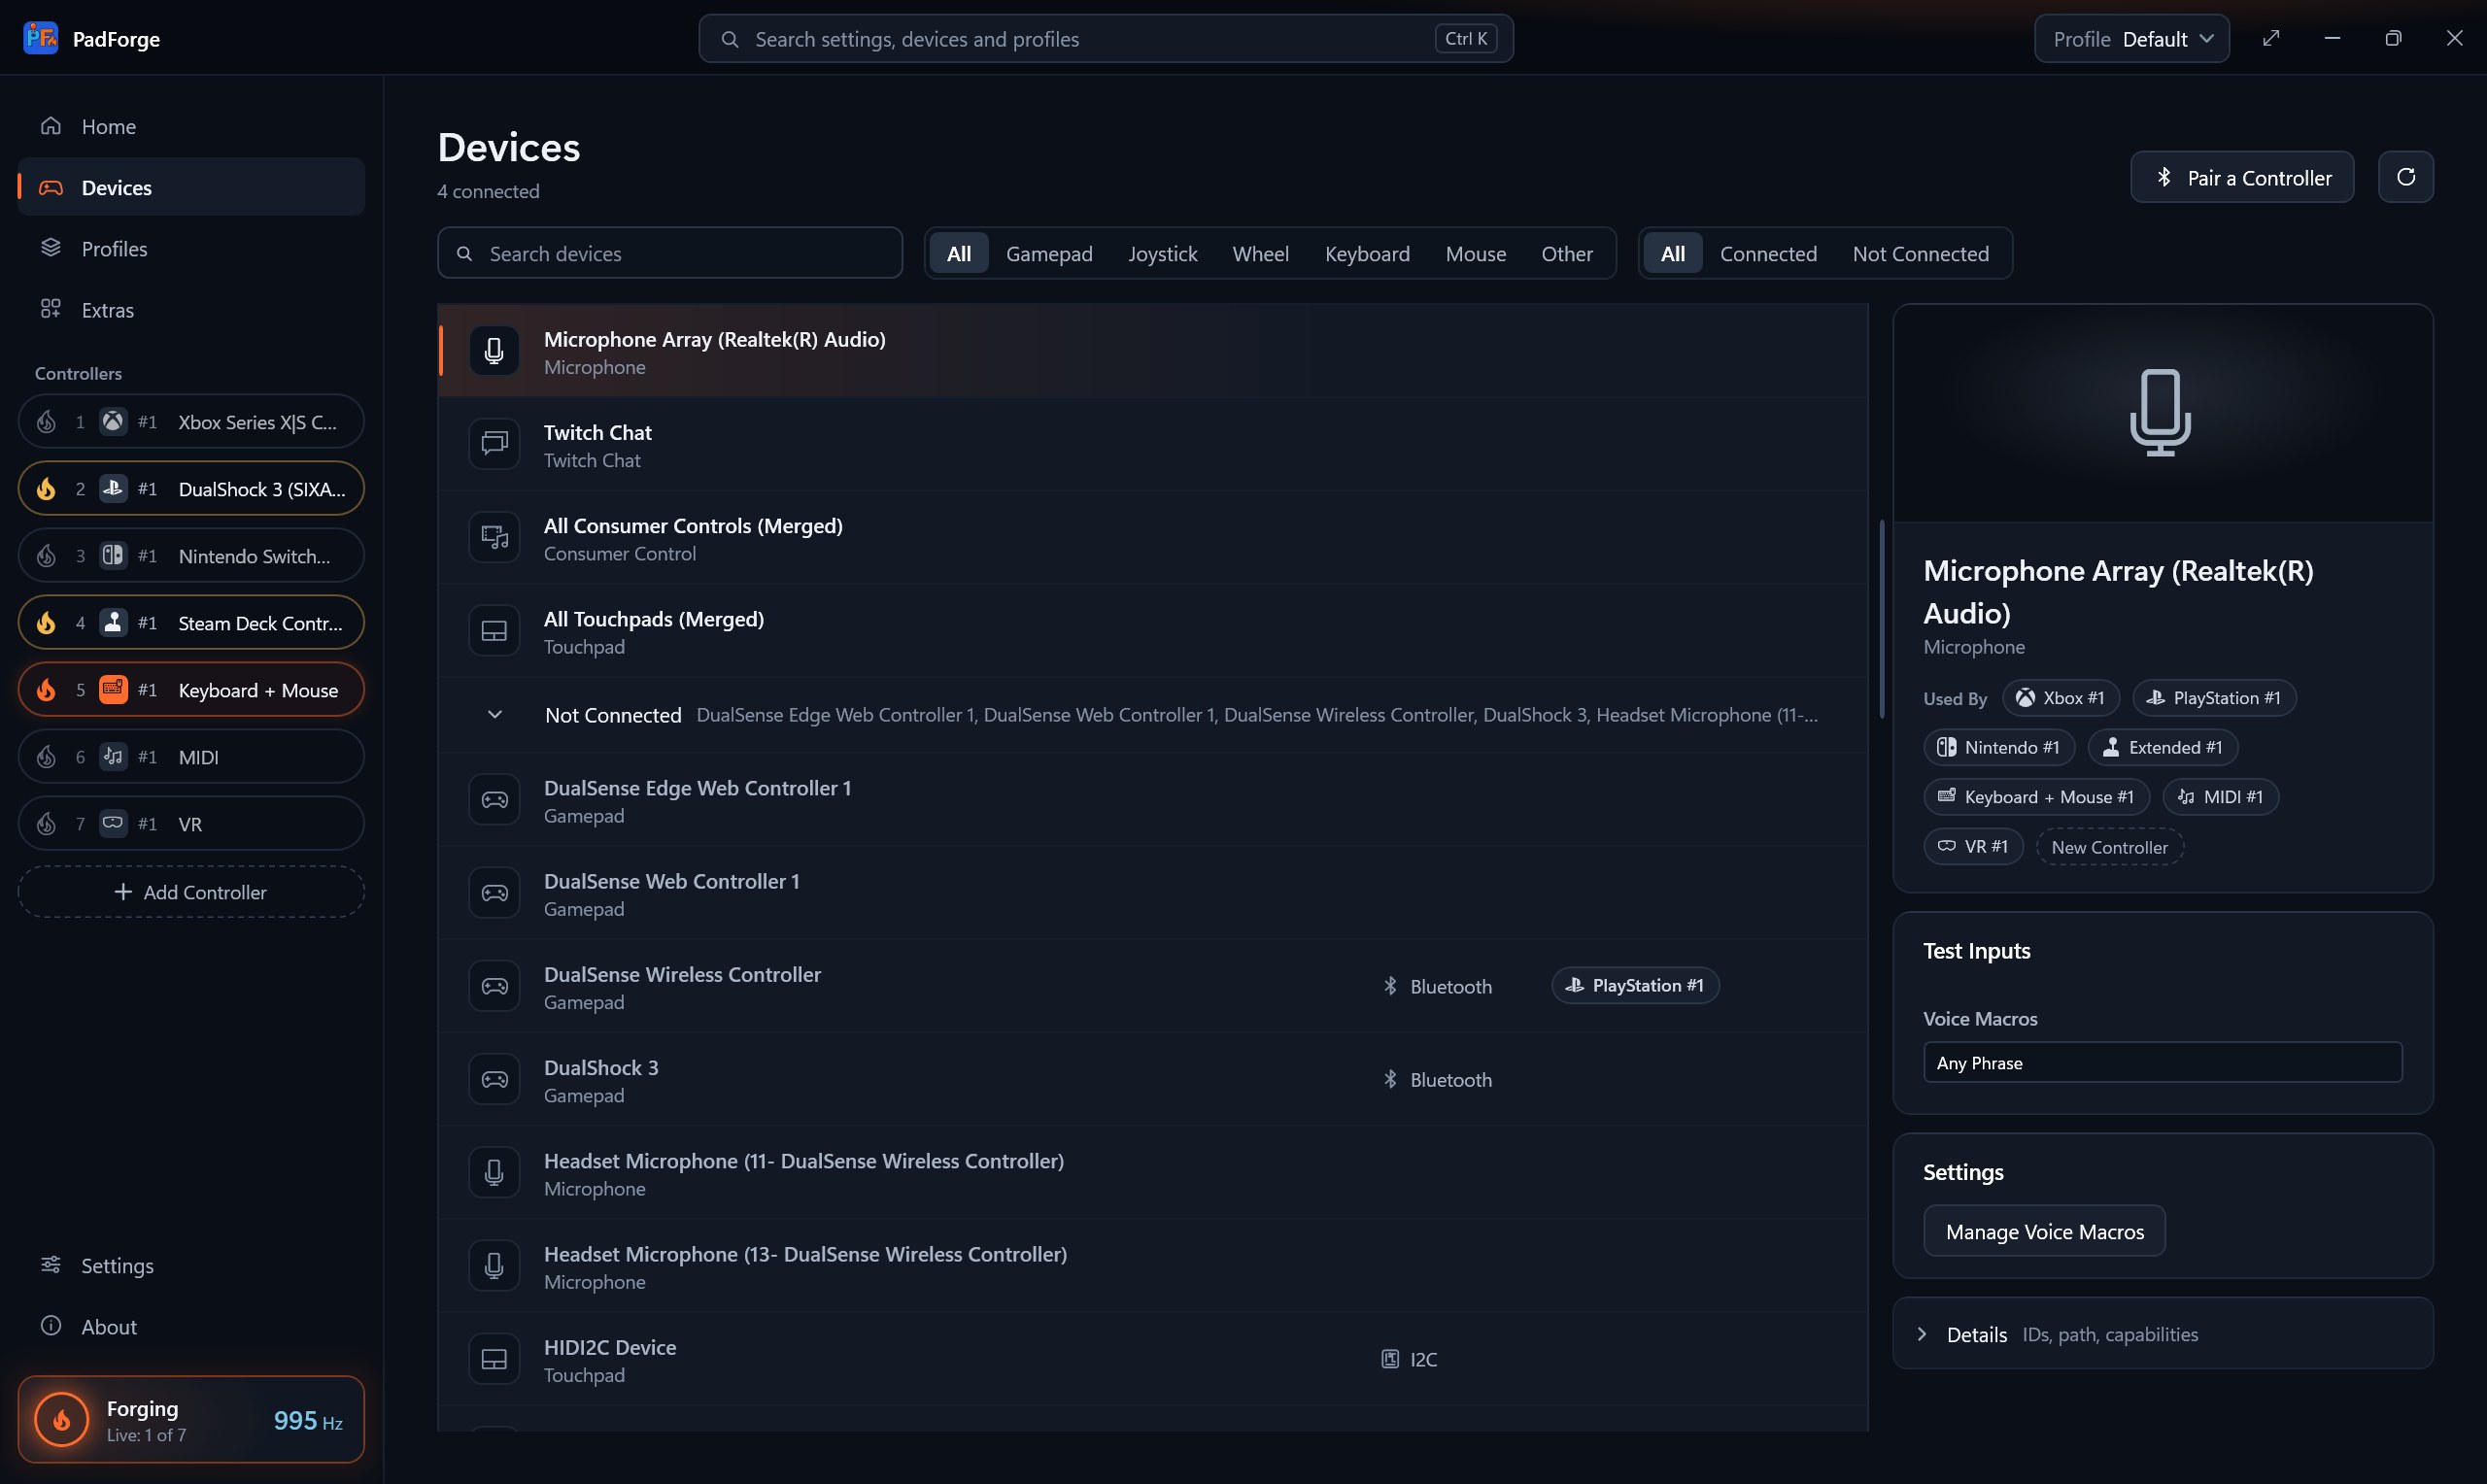 PadForge
Search settings, devices and profiles
Ctrl K
Profile Default
Home
Devices
Profiles
Extras
Controllers
1 #1 Xbox Series X|S C...
2 #1 DualShock 3 (SIXA...
3 #1 Nintendo Switch...
4 #1 Steam Deck Contr...
5 #1 Keyboard + Mouse
6 #1 MIDI
7 #1 VR
Add Controller
Settings
About
Forging
Live: 1 of 7
995 Hz
Devices
4 connected
Pair a Controller
Search devices
All Gamepad Joystick Wheel Keyboard Mouse Other
All Connected Not Connected
Microphone Array (Realtek(R) Audio)
Microphone
Twitch Chat
Twitch Chat
All Consumer Controls (Merged)
Consumer Control
All Touchpads (Merged)
Touchpad
Not Connected DualSense Edge Web Controller 1, DualSense Web Controller 1, DualSense Wireless Controller, DualShock 3, Headset Microphone (11-...
DualSense Edge Web Controller 1
Gamepad
DualSense Web Controller 1
Gamepad
DualSense Wireless Controller
Gamepad
Bluetooth
PlayStation #1
DualShock 3
Gamepad
Bluetooth
Headset Microphone (11- DualSense Wireless Controller)
Microphone
Headset Microphone (13- DualSense Wireless Controller)
Microphone
HIDI2C Device
Touchpad
I2C
Microphone Array (Realtek(R)
Audio)
Microphone
Used By Xbox #1 PlayStation #1
Nintendo #1 Extended #1
Keyboard + Mouse #1 MIDI #1
VR #1 New Controller
Test Inputs
Voice Macros
Any Phrase
Settings
Manage Voice Macros
Details IDs, path, capabilities